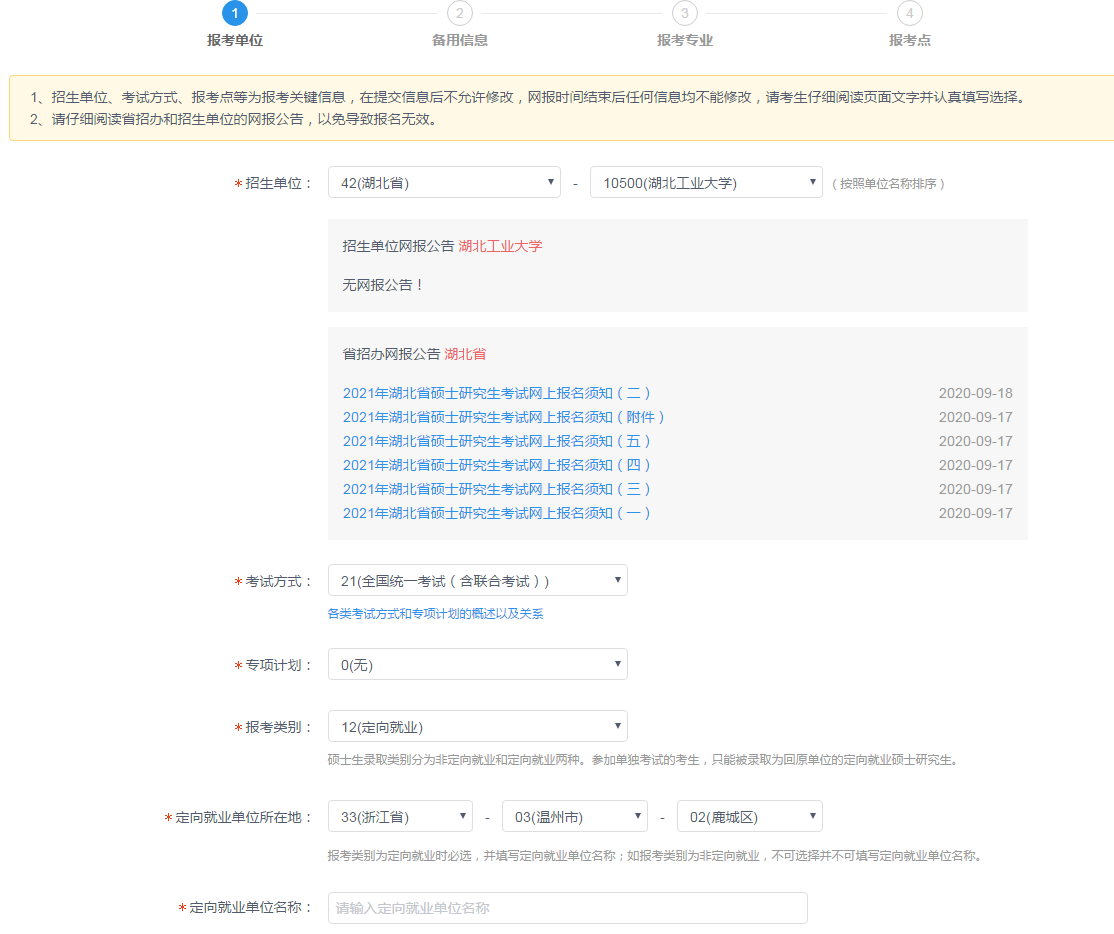 1 2 3 4
报考单位 备用信息 报考专业 报考点
1、招生单位、考试方式、报考点等为报考关键信息，在提交信息后不允许修改，网报时间结束后任何信息均不能修改，请考生仔细阅读页面文字并认真填写选择。
2、请仔细阅读省招办和招生单位的网报公告，以免导致报名无效。
*招生单位： 42(湖北省) - 10500(湖北工业大学) （按照单位名称排序）
招生单位网报公告 湖北工业大学
无网报公告！
省招办网报公告 湖北省
2021年湖北省硕士研究生考试网上报名须知（二） 2020-09-18
2021年湖北省硕士研究生考试网上报名须知（附件） 2020-09-17
2021年湖北省硕士研究生考试网上报名须知（五） 2020-09-17
2021年湖北省硕士研究生考试网上报名须知（四） 2020-09-17
2021年湖北省硕士研究生考试网上报名须知（三） 2020-09-17
2021年湖北省硕士研究生考试网上报名须知（一） 2020-09-17
*考试方式： 21(全国统一考试（含联合考试）)
各类考试方式和专项计划的概述以及关系
*专项计划： 0(无)
*报考类别： 12(定向就业)
硕士生录取类别分为非定向就业和定向就业两种。参加单独考试的考生，只能被录取为回原单位的定向就业硕士研究生。
*定向就业单位所在地： 33(浙江省) - 03(温州市) - 02(鹿城区)
报考类别为定向就业时必选，并填写定向就业单位名称；如报考类别为非定向就业，不可选择并不可填写定向就业单位名称。
*定向就业单位名称： 请输入定向就业单位名称